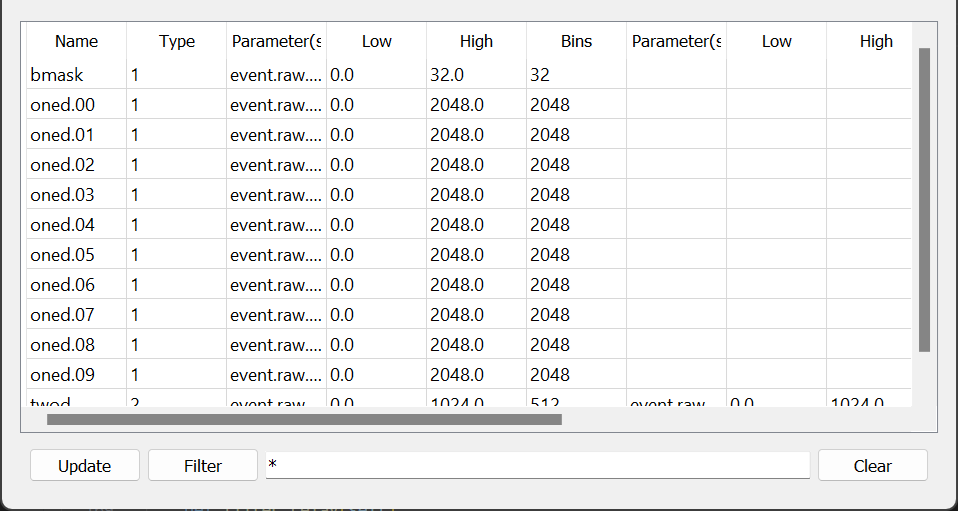 Name Type Parameter(s Low High Bins Parameter(s Low High
bmask 1 event.raw.... 0.0 32.0 32
oned.00 1 event.raw.... 0.0 2048.0 2048
oned.01 1 event.raw.... 0.0 2048.0 2048
oned.02 1 event.raw.... 0.0 2048.0 2048
oned.03 1 event.raw.... 0.0 2048.0 2048
oned.04 1 event.raw.... 0.0 2048.0 2048
oned.05 1 event.raw.... 0.0 2048.0 2048
oned.06 1 event.raw.... 0.0 2048.0 2048
oned.07 1 event.raw.... 0.0 2048.0 2048
oned.08 1 event.raw.... 0.0 2048.0 2048
oned.09 1 event.raw.... 0.0 2048.0 2048
twod 2 event.raw 0.0 1024.0 512 event.raw 0.0 1024.0
Update Filter * Clear